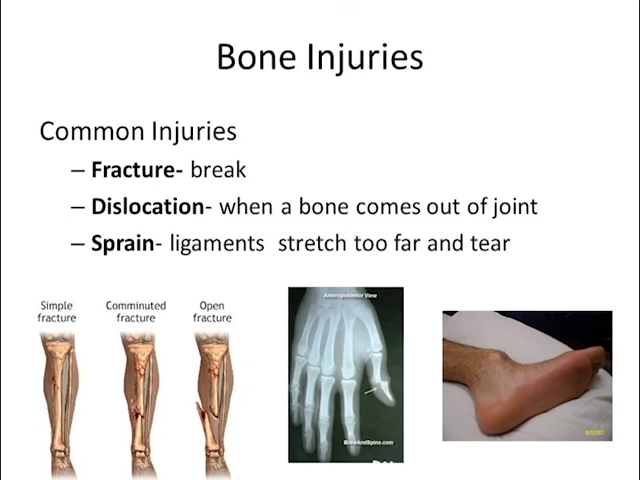 Bone Injuries
Common Injuries
– Fracture- break
– Dislocation- when a bone comes out of joint
– Sprain- ligaments stretch too far and tear
Simple fracture
Comminuted fracture
Open fracture
Anteroposterior View
BoneAndSpine.com